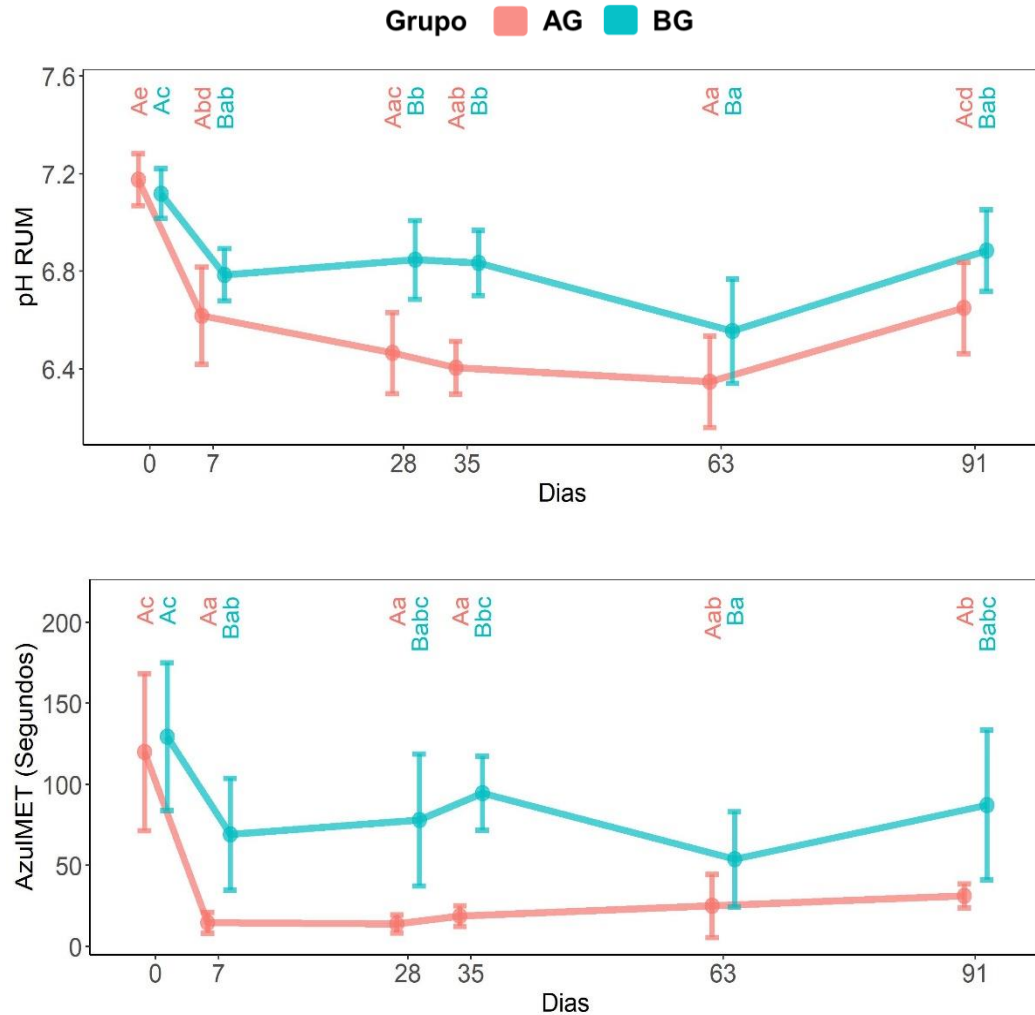 Grupo AG BG
Ae Ac Abd Bab Aac Bb Aab Bb Aa Ba Acd Bab
7.6
7.2
6.8
6.4
pH RUM
0 7 28 35 63 91
Dias
Ac Ac Aa Bab Aa Babc Aa Bbc Aab Ba Ab Babc
200
150
100
50
0
AzulMET (Segundos)
0 7 28 35 63 91
Dias